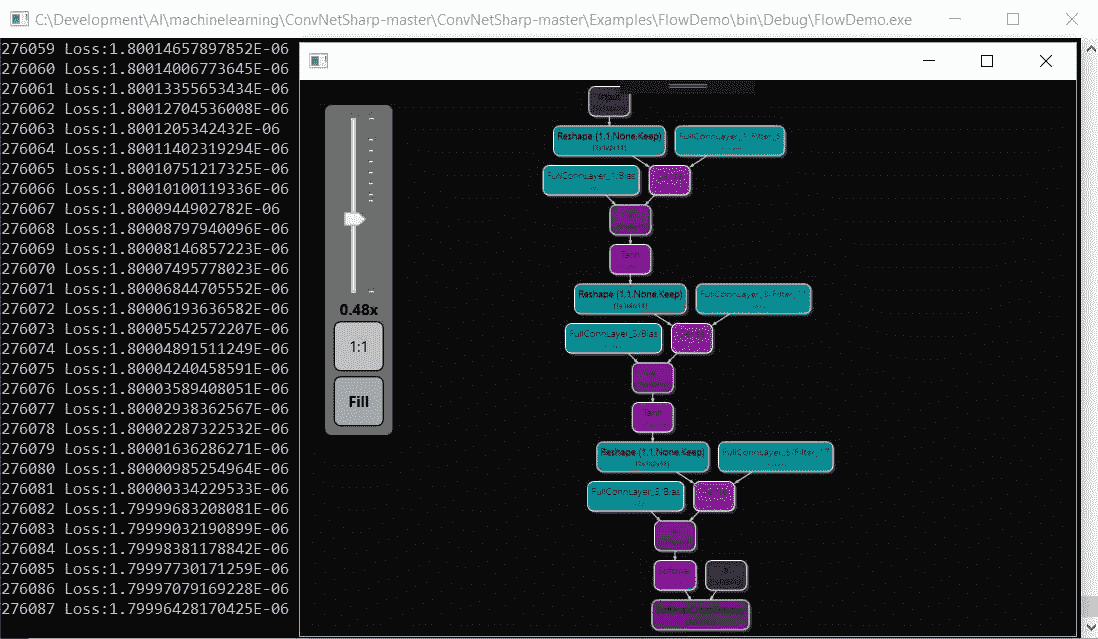 C:\Development\AI\machinelearning\ConvNetSharp-master\ConvNetSharp-master\Examples\FlowDemo\bin\Debug\FlowDemo.exe
276059 Loss:1.80014657897852E-06
276060 Loss:1.80014006773645E-06
276061 Loss:1.80013355653434E-06
276062 Loss:1.80012704536008E-06
276063 Loss:1.8001205342432E-06
276064 Loss:1.80011402319294E-06
276065 Loss:1.80010751217325E-06
276066 Loss:1.80010100119336E-06
276067 Loss:1.8000944902782E-06
276068 Loss:1.80008797940096E-06
276069 Loss:1.80008146857223E-06
276070 Loss:1.80007495778023E-06
276071 Loss:1.80006844705552E-06
276072 Loss:1.80006193636582E-06
276073 Loss:1.80005542572207E-06
276074 Loss:1.80004891511249E-06
276075 Loss:1.80004240458591E-06
276076 Loss:1.80003589408051E-06
276077 Loss:1.80002938362567E-06
276078 Loss:1.80002287322532E-06
276079 Loss:1.80001636286271E-06
276080 Loss:1.80000985254964E-06
276081 Loss:1.80000334229533E-06
276082 Loss:1.79999683208081E-06
276083 Loss:1.79999032190899E-06
276084 Loss:1.79998381178842E-06
276085 Loss:1.79997730171259E-06
276086 Loss:1.79997079169228E-06
276087 Loss:1.79996428170425E-06
0.48x
1:1
Fill
Input
Reshape (1,1,None,Keep)
FullConnLayer_1/Bias
Tanh
Reshape (1,1,None,Keep)
FullConnLayer_3/Bias
Tanh
Reshape (1,1,None,Keep)
FullConnLayer_5/Bias